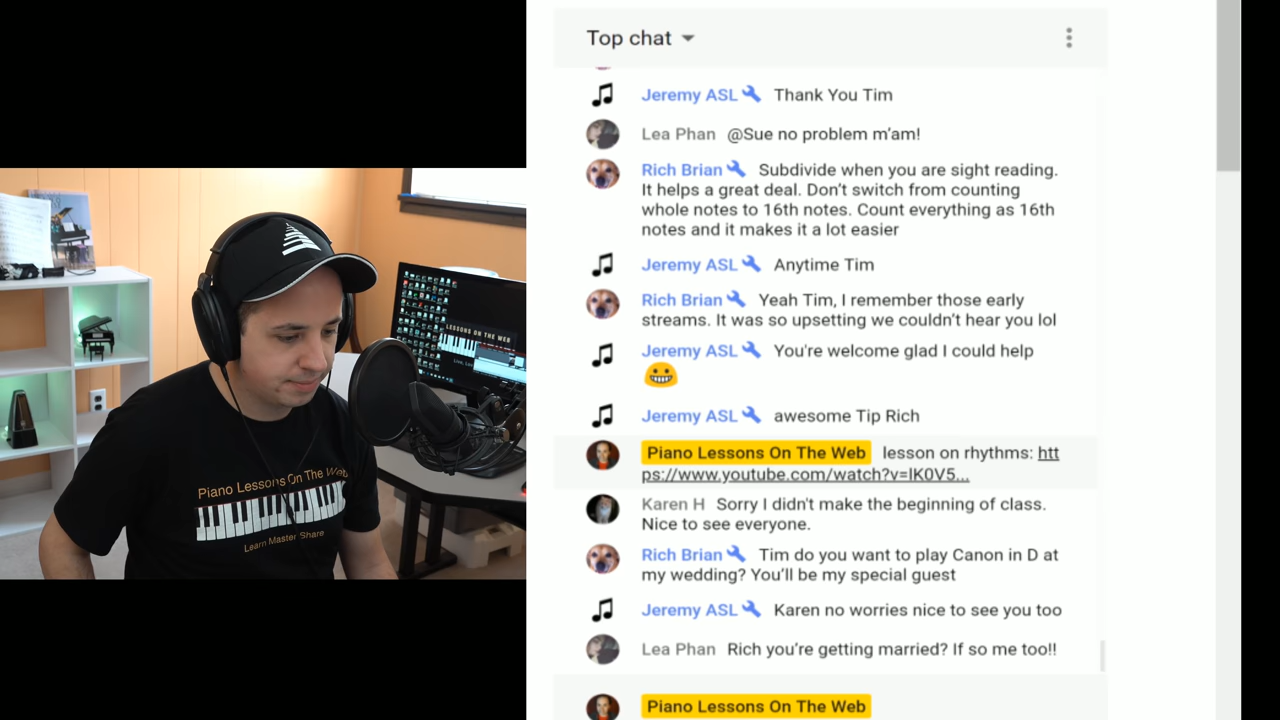 Top chat
Jeremy ASL Thank You Tim
Lea Phan @Sue no problem m'am!
Rich Brian Subdivide when you are sight reading.
It helps a great deal. Don't switch from counting
whole notes to 16th notes. Count everything as 16th
notes and it makes it a lot easier
Jeremy ASL Anytime Tim
Rich Brian Yeah Tim, I remember those early
streams. It was so upsetting we couldn't hear you lol
Jeremy ASL You're welcome glad I could help
Jeremy ASL awesome Tip Rich
Piano Lessons On The Web lesson on rhythms: htt
ps://www.youtube.com/watch?v=IK0V5...
Karen H Sorry I didn't make the beginning of class.
Nice to see everyone.
Rich Brian Tim do you want to play Canon in D at
my wedding? You'll be my special guest
Jeremy ASL Karen no worries nice to see you too
Lea Phan Rich you're getting married? If so me too!!
Piano Lessons On The Web
LESSONS ON THE WEB
Piano Lessons On The Web
Learn Master Share